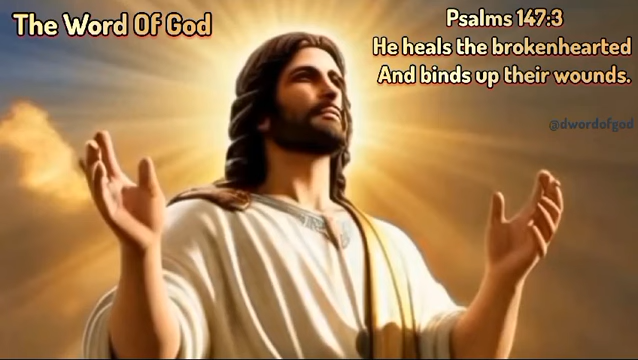 The Word Of God
Psalms 147:3
He heals the brokenhearted
And binds up their wounds.
@dwordofgod